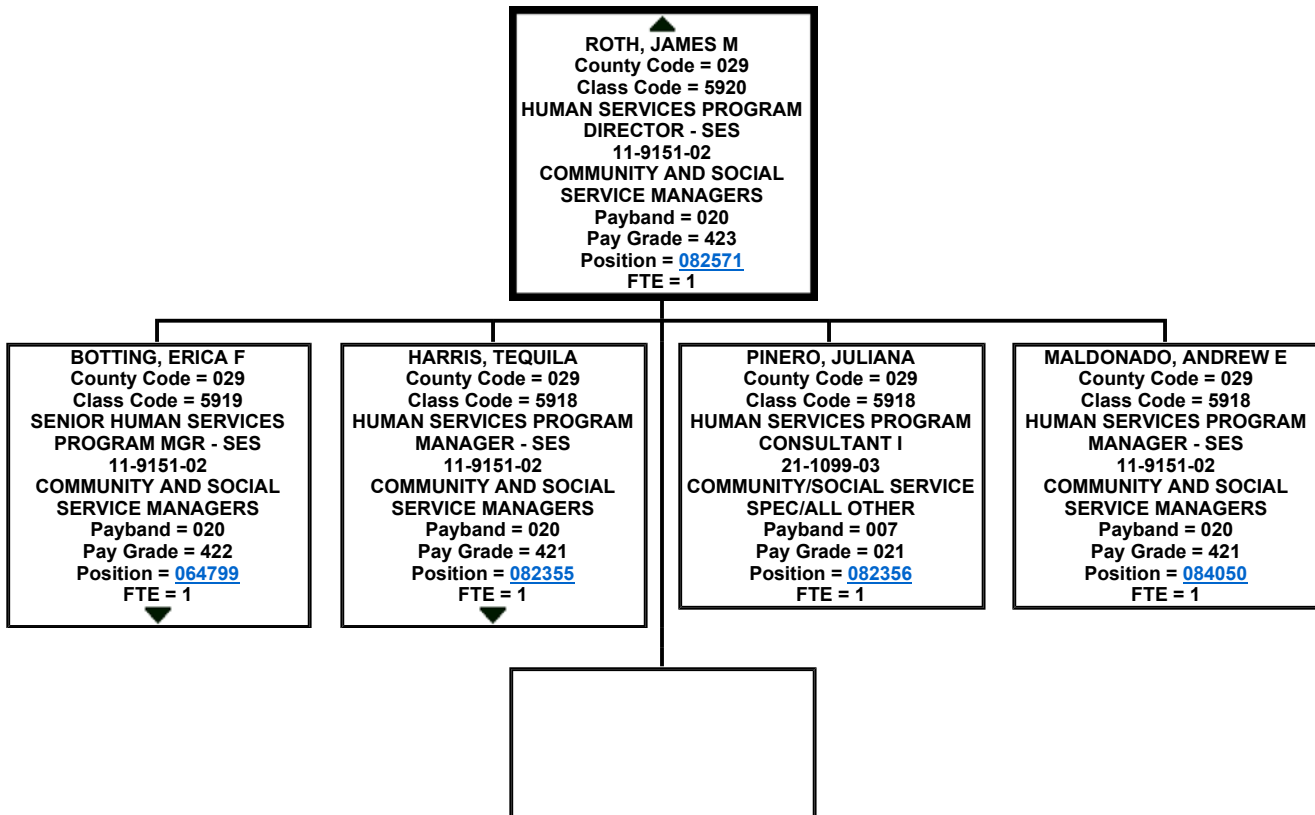 ROTH, JAMES M
County Code = 029
Class Code = 5920
HUMAN SERVICES PROGRAM
DIRECTOR - SES
11-9151-02
COMMUNITY AND SOCIAL
SERVICE MANAGERS
Payband = 020
Pay Grade = 423
Position = 082571
FTE = 1
BOTTING, ERICA F
County Code = 029
Class Code = 5919
SENIOR HUMAN SERVICES
PROGRAM MGR - SES
11-9151-02
COMMUNITY AND SOCIAL
SERVICE MANAGERS
Payband = 020
Pay Grade = 422
Position = 064799
FTE = 1
HARRIS, TEQUILA
County Code = 029
Class Code = 5918
HUMAN SERVICES PROGRAM
MANAGER - SES
11-9151-02
COMMUNITY AND SOCIAL
SERVICE MANAGERS
Payband = 020
Pay Grade = 421
Position = 082355
FTE = 1
PINERO, JULIANA
County Code = 029
Class Code = 5918
HUMAN SERVICES PROGRAM
CONSULTANT I
21-1099-03
COMMUNITY/SOCIAL SERVICE
SPEC/ALL OTHER
Payband = 007
Pay Grade = 021
Position = 082356
FTE = 1
MALDONADO, ANDREW E
County Code = 029
Class Code = 5918
HUMAN SERVICES PROGRAM
MANAGER - SES
11-9151-02
COMMUNITY AND SOCIAL
SERVICE MANAGERS
Payband = 020
Pay Grade = 421
Position = 084050
FTE = 1